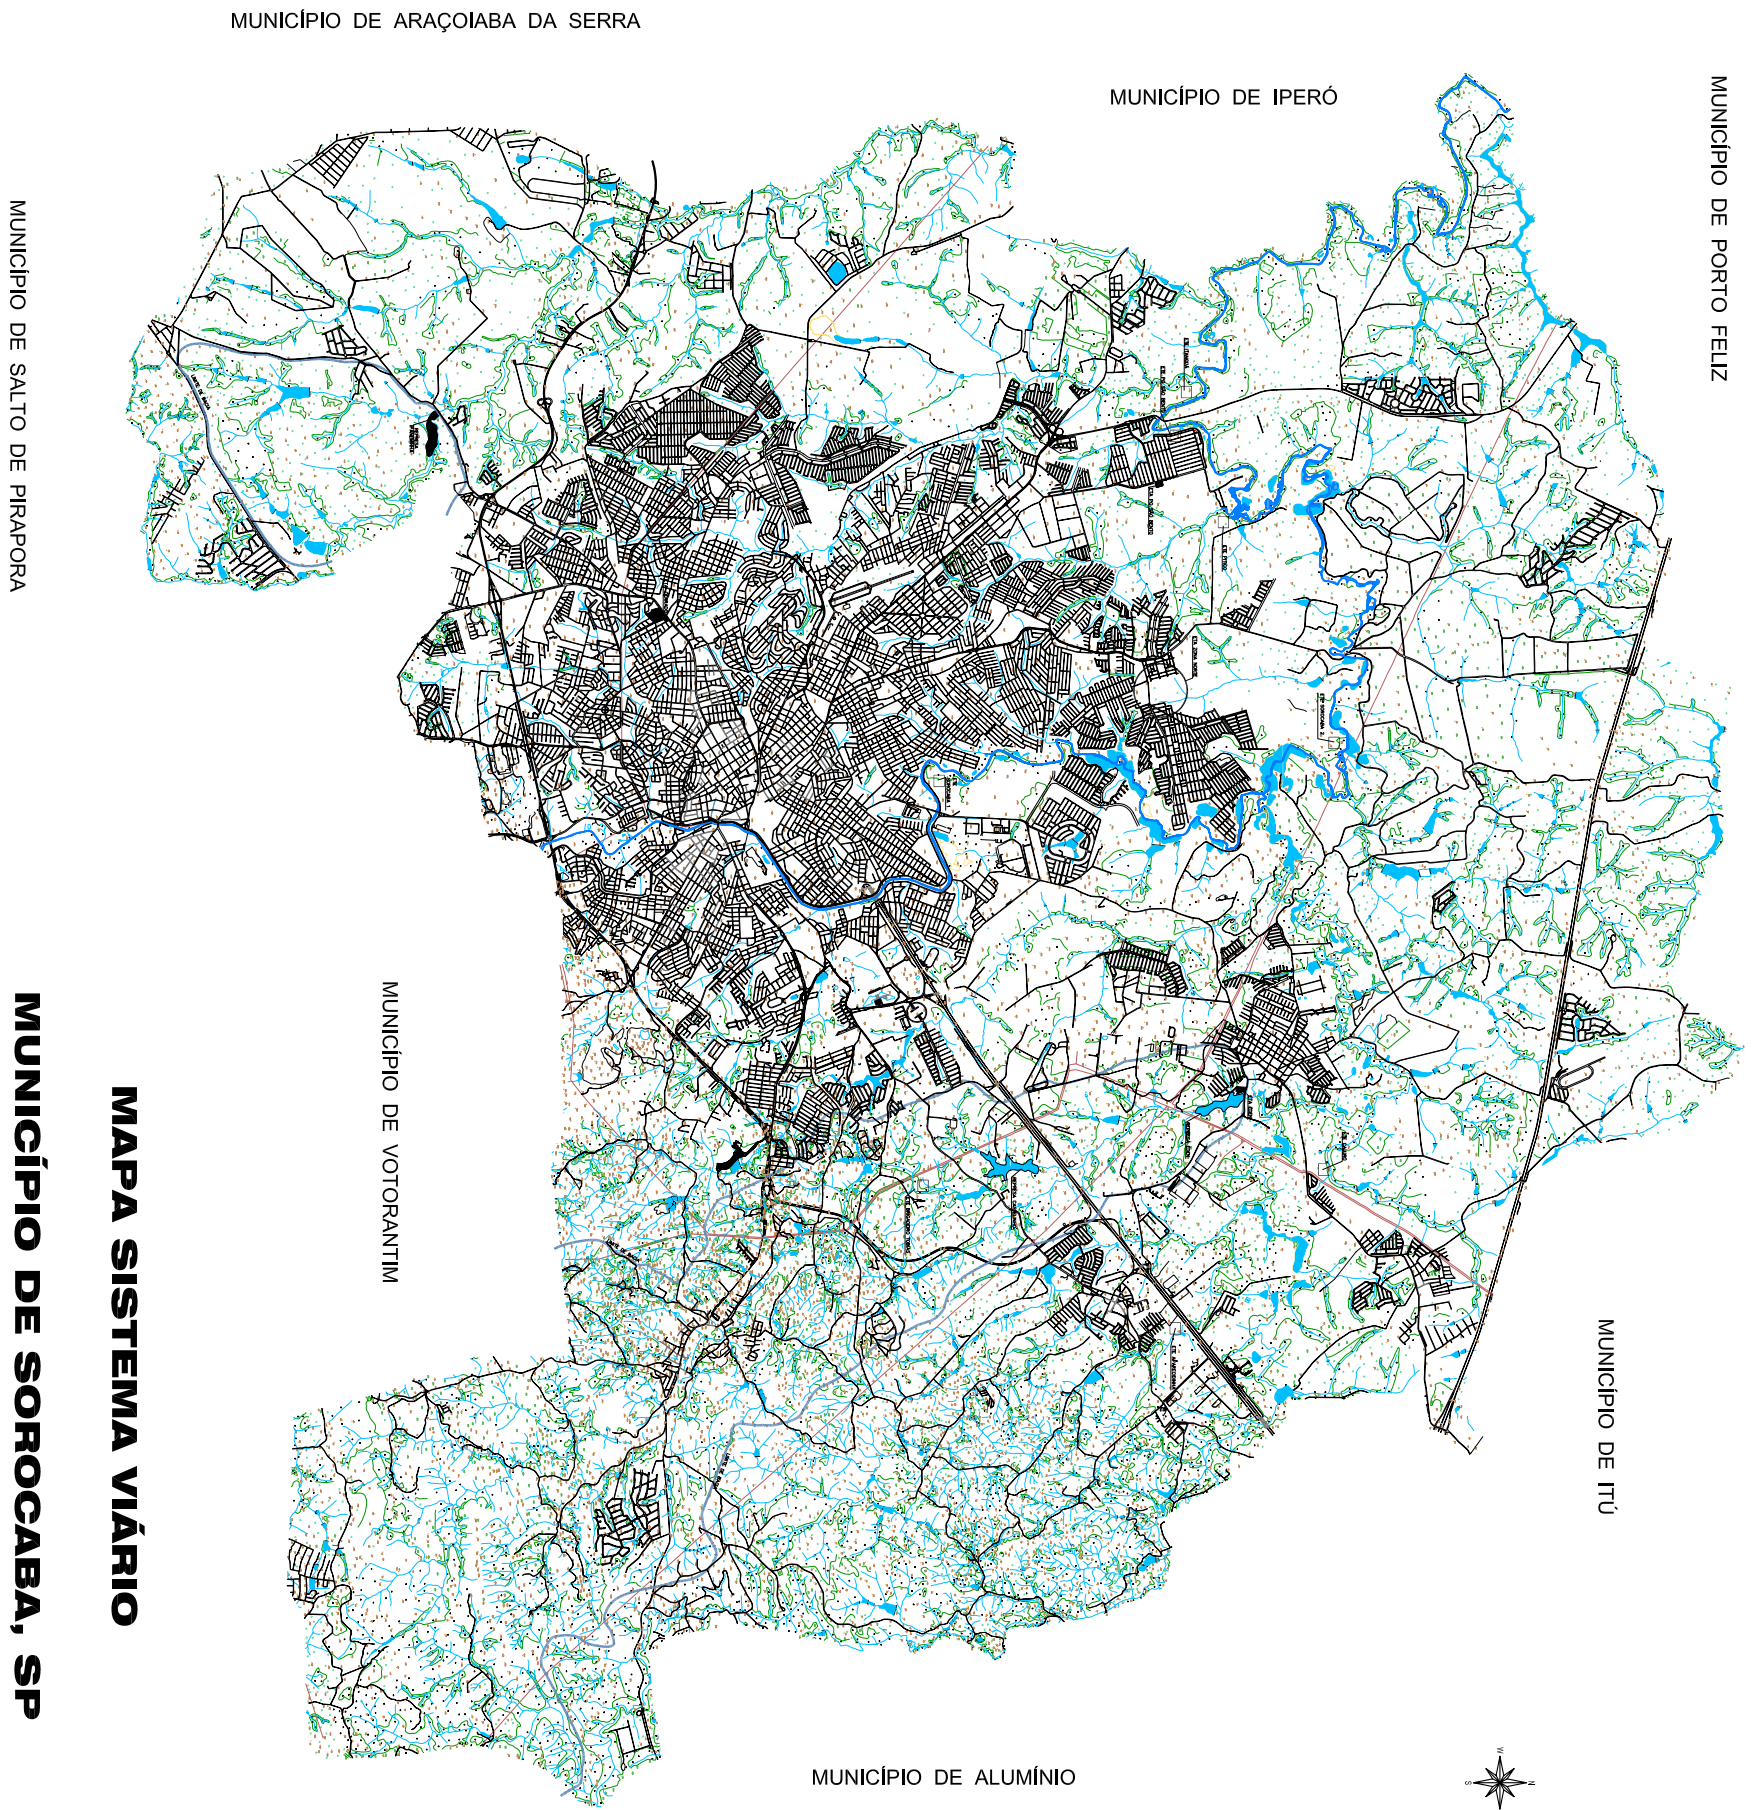 MUNICÍPIO DE ARAÇOIABA DA SERRA
MUNICÍPIO DE IPERÓ
MUNICÍPIO DE PORTO FELIZ
MUNICÍPIO DE SALTO DE PIRAPORA
MUNICÍPIO DE VOTORANTIM
MUNICÍPIO DE ITÚ
MUNICÍPIO DE ALUMÍNIO
MAPA SISTEMA VIÁRIO
MUNICÍPIO DE SOROCABA, SP
W
N
S